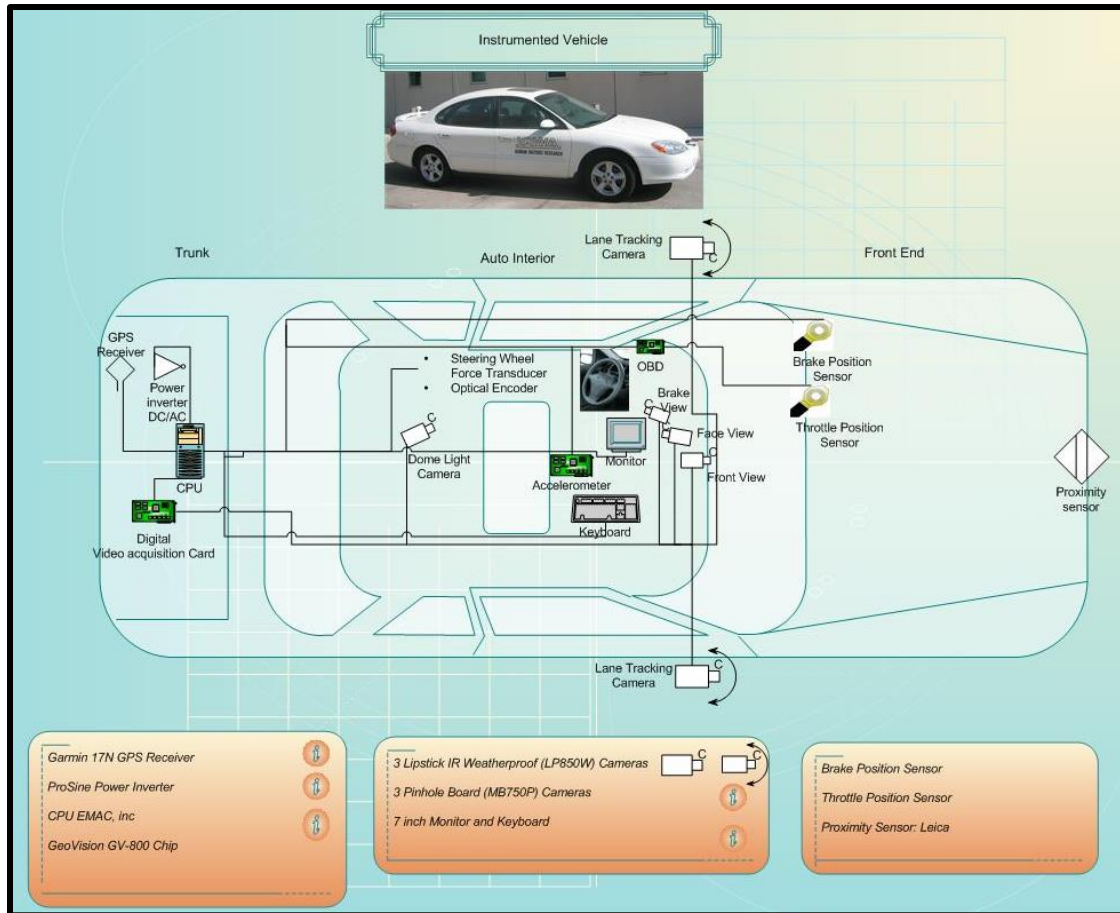 Instrumented Vehicle
HUMAN FACTORS RESEARCH
Lane Tracking
Camera
C
Trunk
Auto Interior
Front End
GPS
Receiver
Power
inverter
DC/AC
CPU
Digital
Video acquisition Card
• Steering Wheel
Force Transducer
• Optical Encoder
C
Dome Light
Camera
OBD
Brake
View
C
C
Face View
C
Front View
Monitor
Accelerometer
Keyboard
Brake Position
Sensor
Throttle Position
Sensor
Proximity
sensor
Lane Tracking
Camera
C
Garmin 17N GPS Receiver
i
ProSine Power Inverter
i
CPU EMAC, inc
i
GeoVision GV-800 Chip
3 Lipstick IR Weatherproof (LP850W) Cameras
C
C
3 Pinhole Board (MB750P) Cameras
i
7 inch Monitor and Keyboard
i
Brake Position Sensor
Throttle Position Sensor
Proximity Sensor: Leica